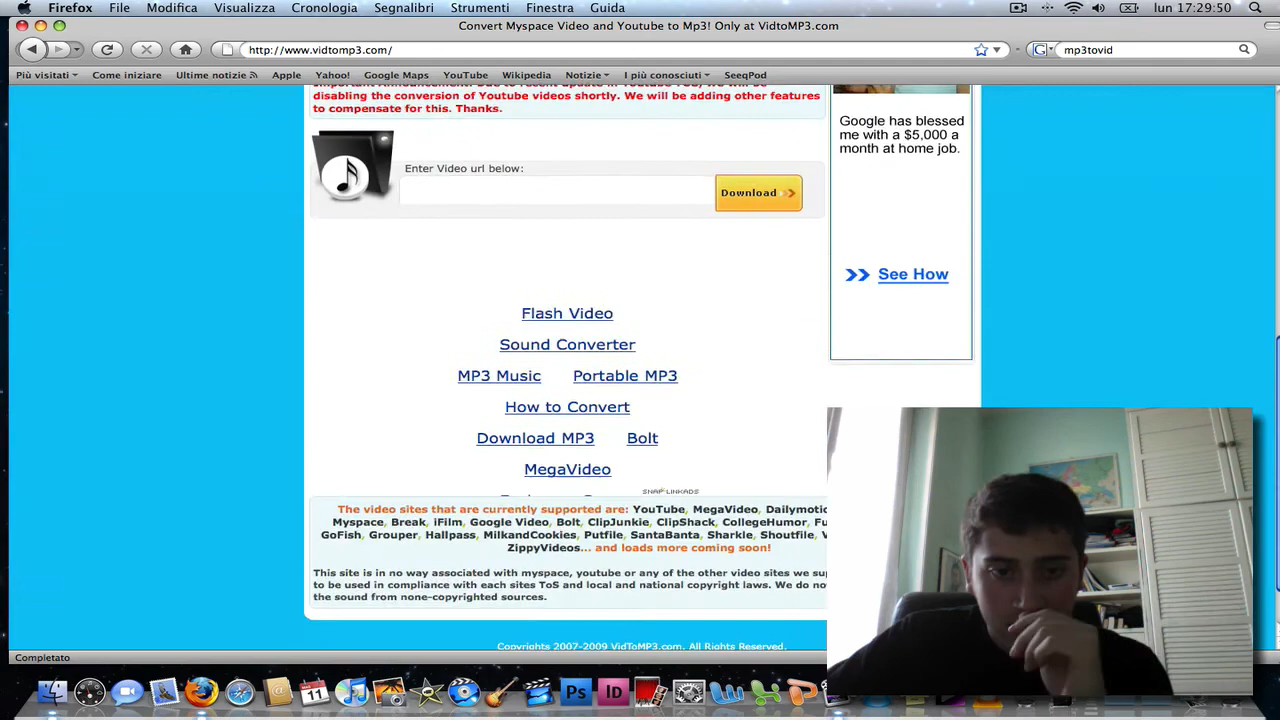 Firefox File Modifica Visualizza Cronologia Segnalibri Strumenti Finestra Guida lun 17:29:50
Convert Myspace Video and Youtube to Mp3! Only at VidtoMP3.com
http://www.vidtomp3.com/ mp3tovid
Più visitati Come iniziare Ultime notizie Apple Yahoo! Google Maps YouTube Wikipedia Notizie I più conosciuti SeeqPod
disabling the conversion of Youtube videos shortly. We will be adding other features
to compensate for this. Thanks.
Google has blessed
me with a $5,000 a
month at home job.
See How
Enter Video url below:
Download
Flash Video
Sound Converter
MP3 Music Portable MP3
How to Convert
Download MP3 Bolt
MegaVideo
SNAP LINKADS
The video sites that are currently supported are: YouTube, MegaVideo, Dailymotio
Myspace, Break, iFilm, Google Video, Bolt, ClipJunkie, ClipShack, CollegeHumor, Fu
GoFish, Grouper, Hallpass, MilkandCookies, Putfile, SantaBanta, Sharkle, Shoutfile, V
ZippyVideos... and loads more coming soon!
This site is in no way associated with myspace, youtube or any of the other video sites we su
to be used in compliance with each sites ToS and local and national copyright laws. We do no
the sound from none-copyrighted sources.
Copyrights 2007-2009 VidToMP3.com. All Rights Reserved.
Completato
11
Ps
Id